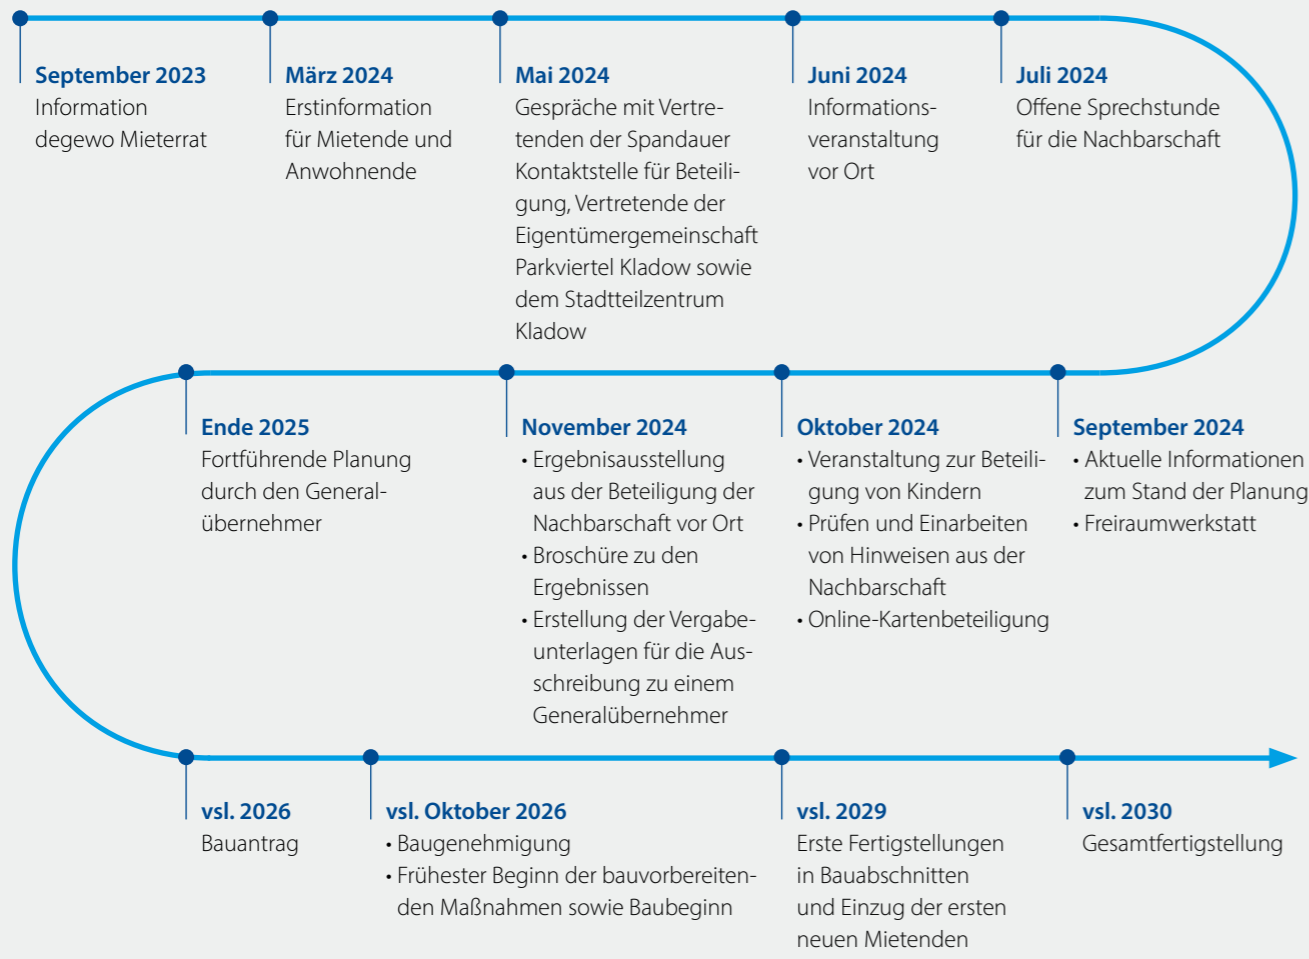 September 2023
Information
degewo Mieterrat
März 2024
Erstinformation
für Mietende und
Anwohnende
Mai 2024
Gespräche mit Vertre-
tenden der Spandauer
Kontaktstelle für Beteili-
gung, Vertretende der
Eigentümergemeinschaft
Parkviertel Kladow sowie
dem Stadtteilzentrum
Kladow
Juni 2024
Informations-
veranstaltung
vor Ort
Juli 2024
Offene Sprechstunde
für die Nachbarschaft
September 2024
• Aktuelle Informationen
zum Stand der Planung
• Freiraumwerkstatt
Oktober 2024
• Veranstaltung zur Beteili-
gung von Kindern
• Prüfen und Einarbeiten
von Hinweisen aus der
Nachbarschaft
• Online-Kartenbeteiligung
November 2024
• Ergebnisausstellung
aus der Beteiligung der
Nachbarschaft vor Ort
• Broschüre zu den
Ergebnissen
• Erstellung der Vergabe-
unterlagen für die Aus-
schreibung zu einem
Generalübernehmer
Ende 2025
Fortführende Planung
durch den General-
übernehmer
vsl. 2026
Bauantrag
vsl. Oktober 2026
• Baugenehmigung
• Frühester Beginn der bauvorbereiten-
den Maßnahmen sowie Baubeginn
vsl. 2029
Erste Fertigstellungen
in Bauabschnitten
und Einzug der ersten
neuen Mietenden
vsl. 2030
Gesamtfertigstellung